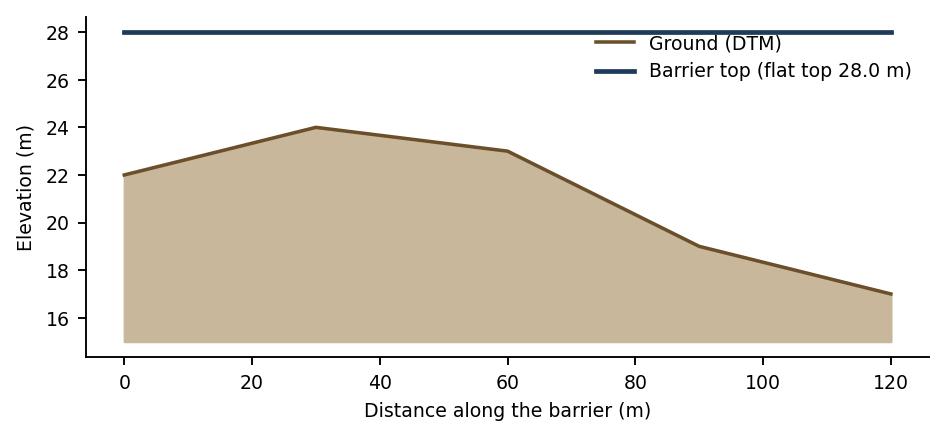 28
26
24
22
20
18
16
Elevation (m)
Ground (DTM)
Barrier top (flat top 28.0 m)
0 20 40 60 80 100 120
Distance along the barrier (m)